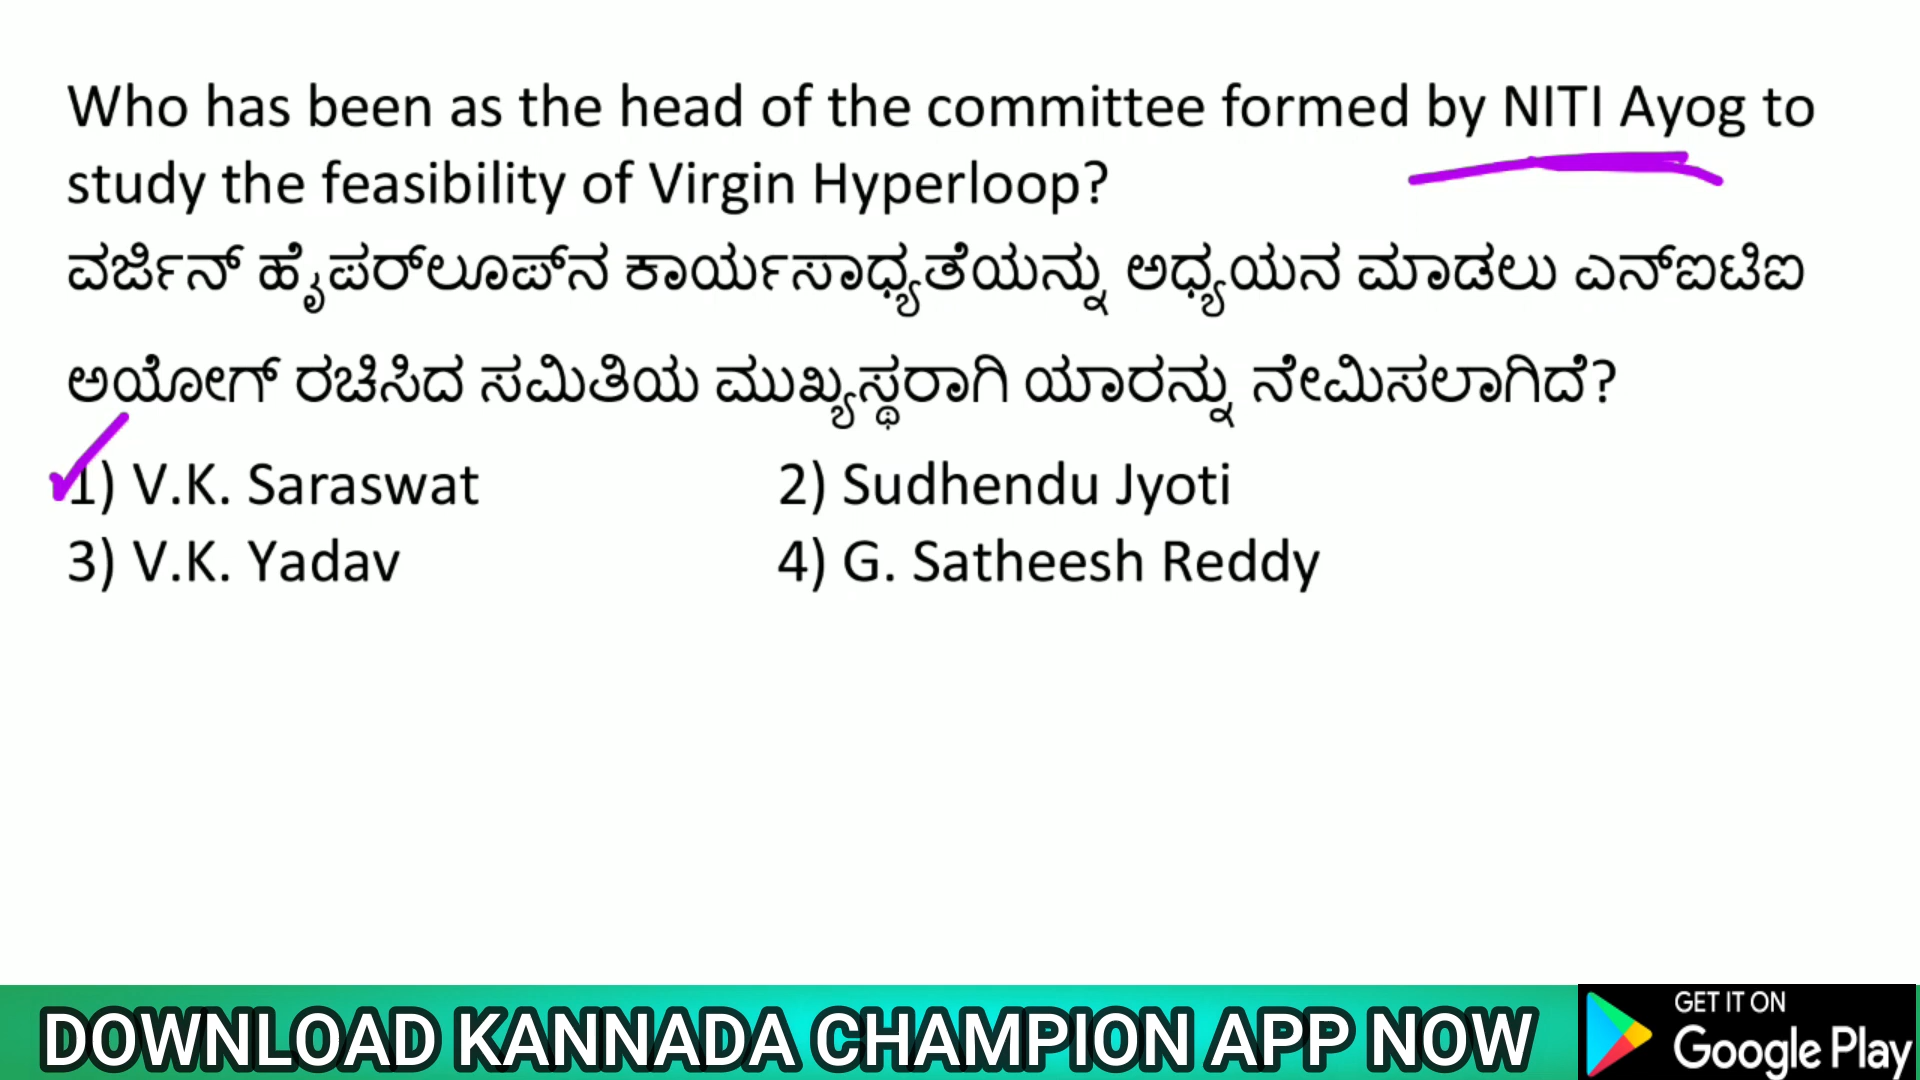 Who has been as the head of the committee formed by NITI Ayog to
study the feasibility of Virgin Hyperloop?
ವರ್ಜಿನ್ ಹೈಪರ್‌ಲೂಪ್‌ನ ಕಾರ್ಯಸಾಧ್ಯತೆಯನ್ನು ಅಧ್ಯಯನ ಮಾಡಲು ಎನ್‌ಐಟಿಐ
ಅಯೋಗ್ ರಚಿಸಿದ ಸಮಿತಿಯ ಮುಖ್ಯಸ್ಥರಾಗಿ ಯಾರನ್ನು ನೇಮಿಸಲಾಗಿದೆ?
1) V.K. Saraswat 2) Sudhendu Jyoti
3) V.K. Yadav 4) G. Satheesh Reddy
DOWNLOAD KANNADA CHAMPION APP NOW
GET IT ON
Google Play